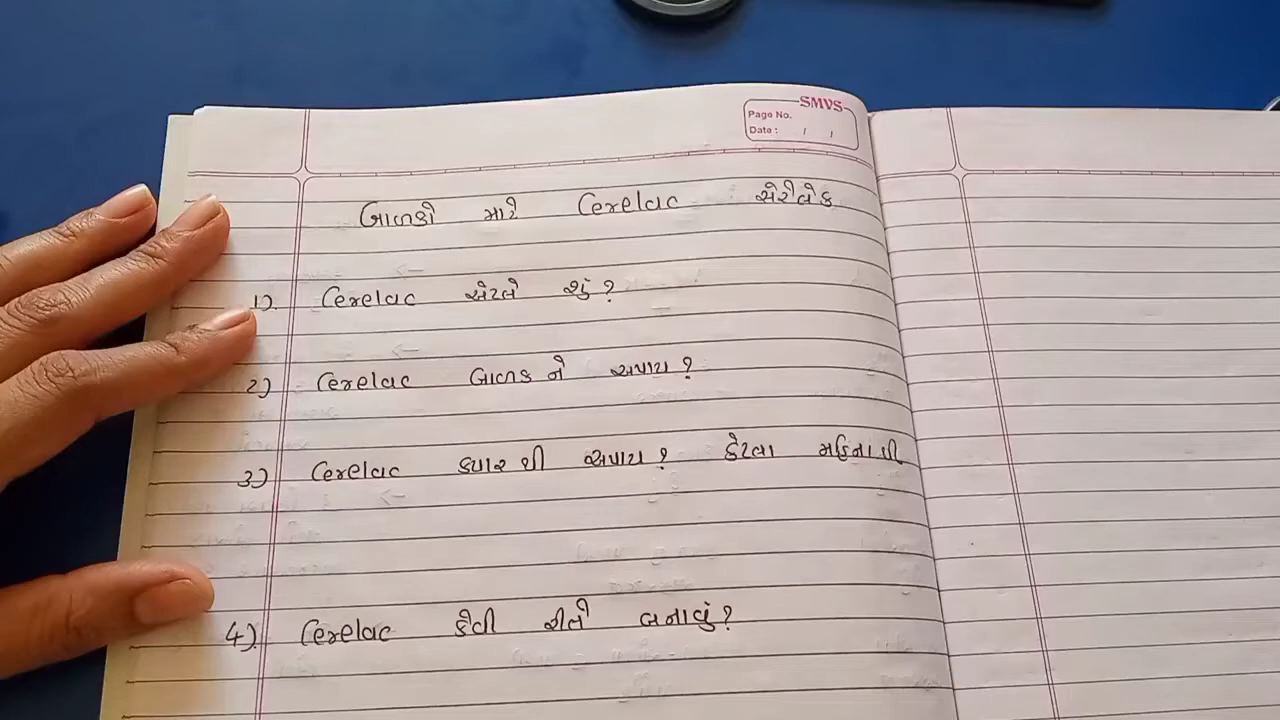 SMVS
Page No.
Date : / /
બાળકો માટે Cerelac સેરેલેક
1) Cerelac એટલે શું?
2) Cerelac બાળક ને અપાય?
3) Cerelac ક્યાર થી અપાય? કેટલા મહિના થી
4) Cerelac કેવી રીતે બનાવું?